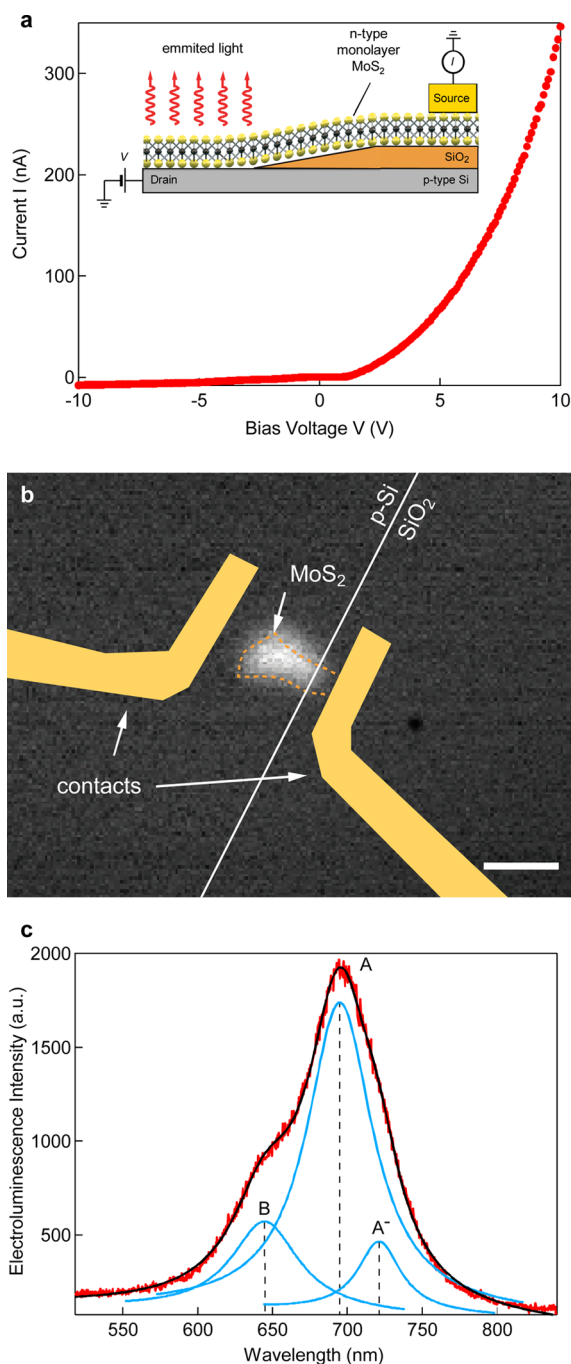 a
emmited light
n-type
monolayer
MoS₂
I
Source
V
SiO₂
Drain
p-type Si
Current I (nA)
300
200
100
0
-10
-5
0
5
10
Bias Voltage V (V)
b
p-Si
SiO₂
MoS₂
contacts
c
Electroluminescence Intensity (a.u.)
2000
1500
1000
500
A
B
A⁻
550
600
650
700
750
800
Wavelength (nm)